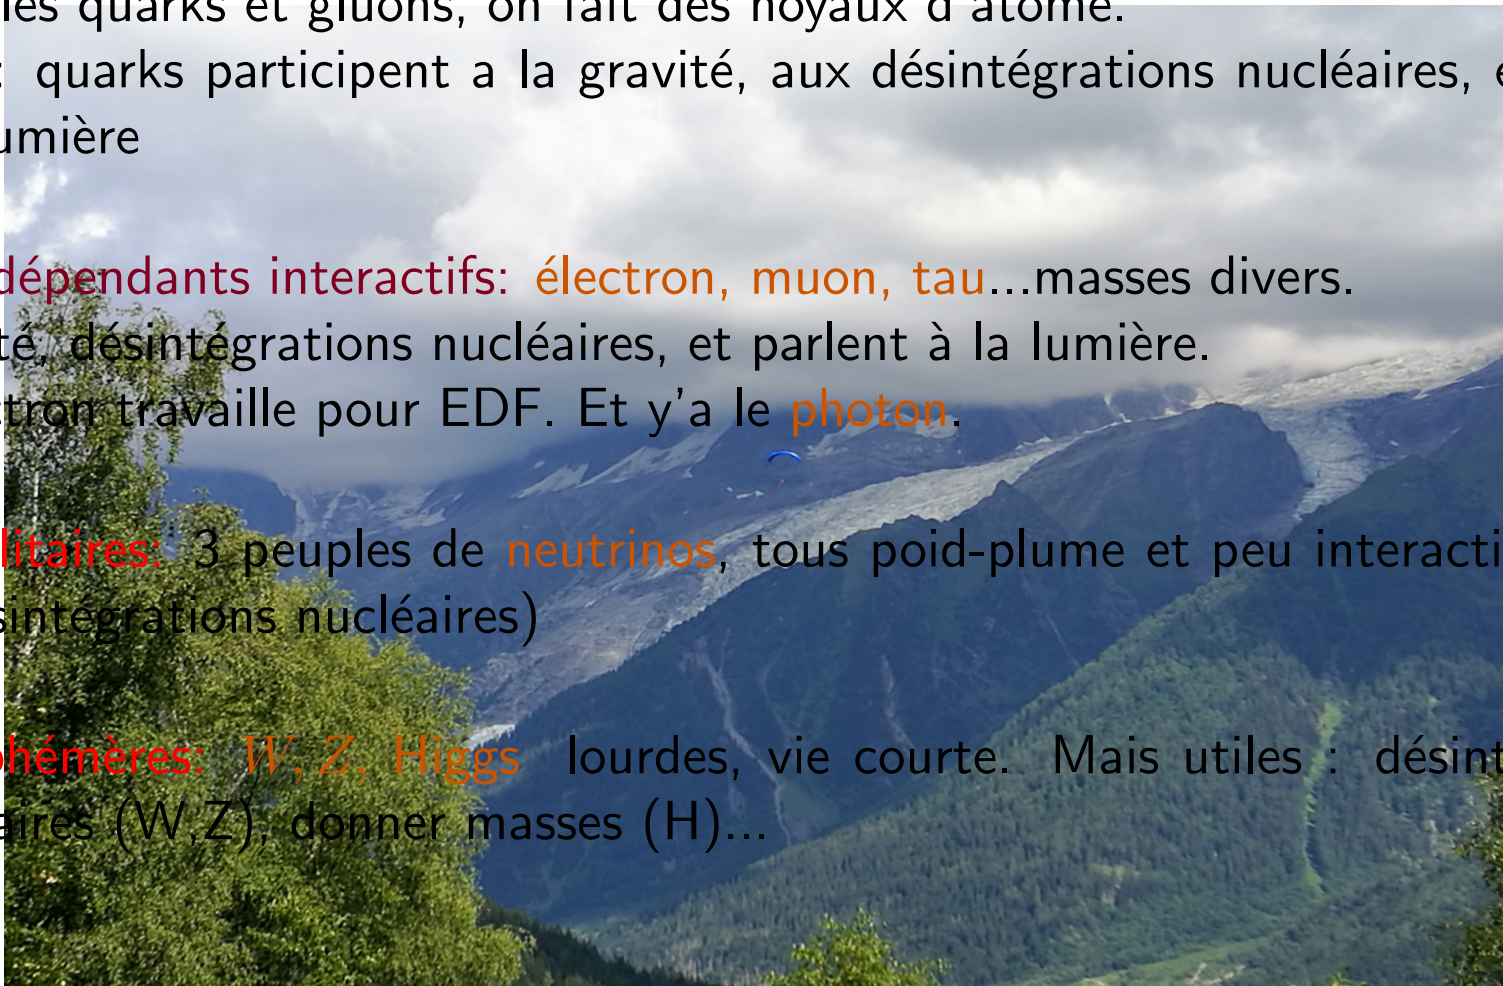 les quarks et gluons, on fait des noyaux d'atome.
: quarks participent a la gravité, aux désintégrations nucléaires, e
umière
dépendants interactifs: électron, muon, tau...masses divers.
té, désintégrations nucléaires, et parlent à la lumière.
ctron travaille pour EDF. Et y'a le photon.
litaires: 3 peuples de neutrinos, tous poid-plume et peu interacti
sintégrations nucléaires)
phémères: W, Z, Higgs lourdes, vie courte. Mais utiles : désint
aires (W,Z), donner masses (H)...